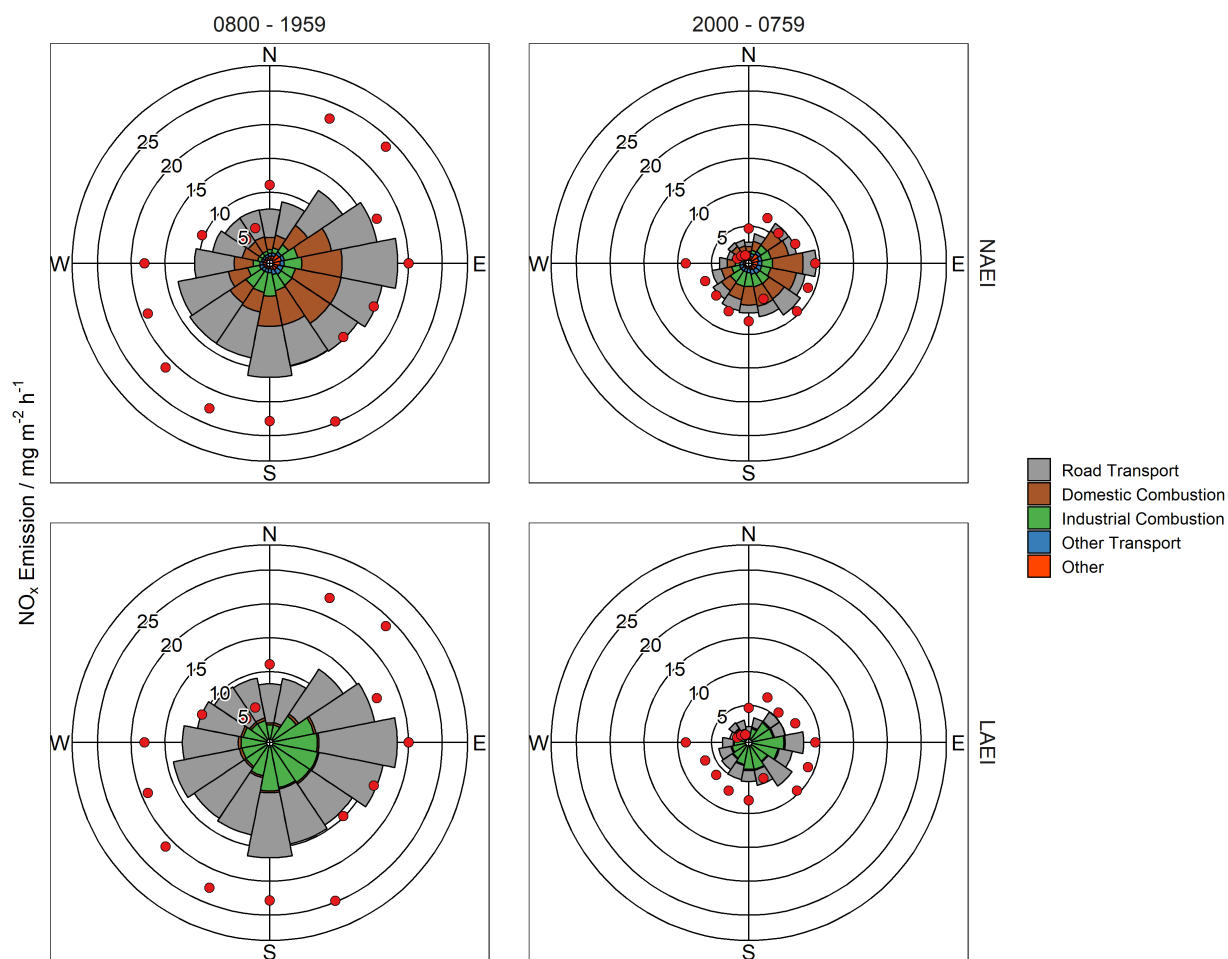 0800 - 1959
2000 - 0759
N
25
20
15
10
5
W
E
S
N
25
20
15
10
5
W
E
S
NAEI
NOx Emission / mg m-2 h-1
Road Transport
Domestic Combustion
Industrial Combustion
Other Transport
Other
N
25
20
15
10
5
W
E
S
N
25
20
15
10
5
W
E
S
LAEI